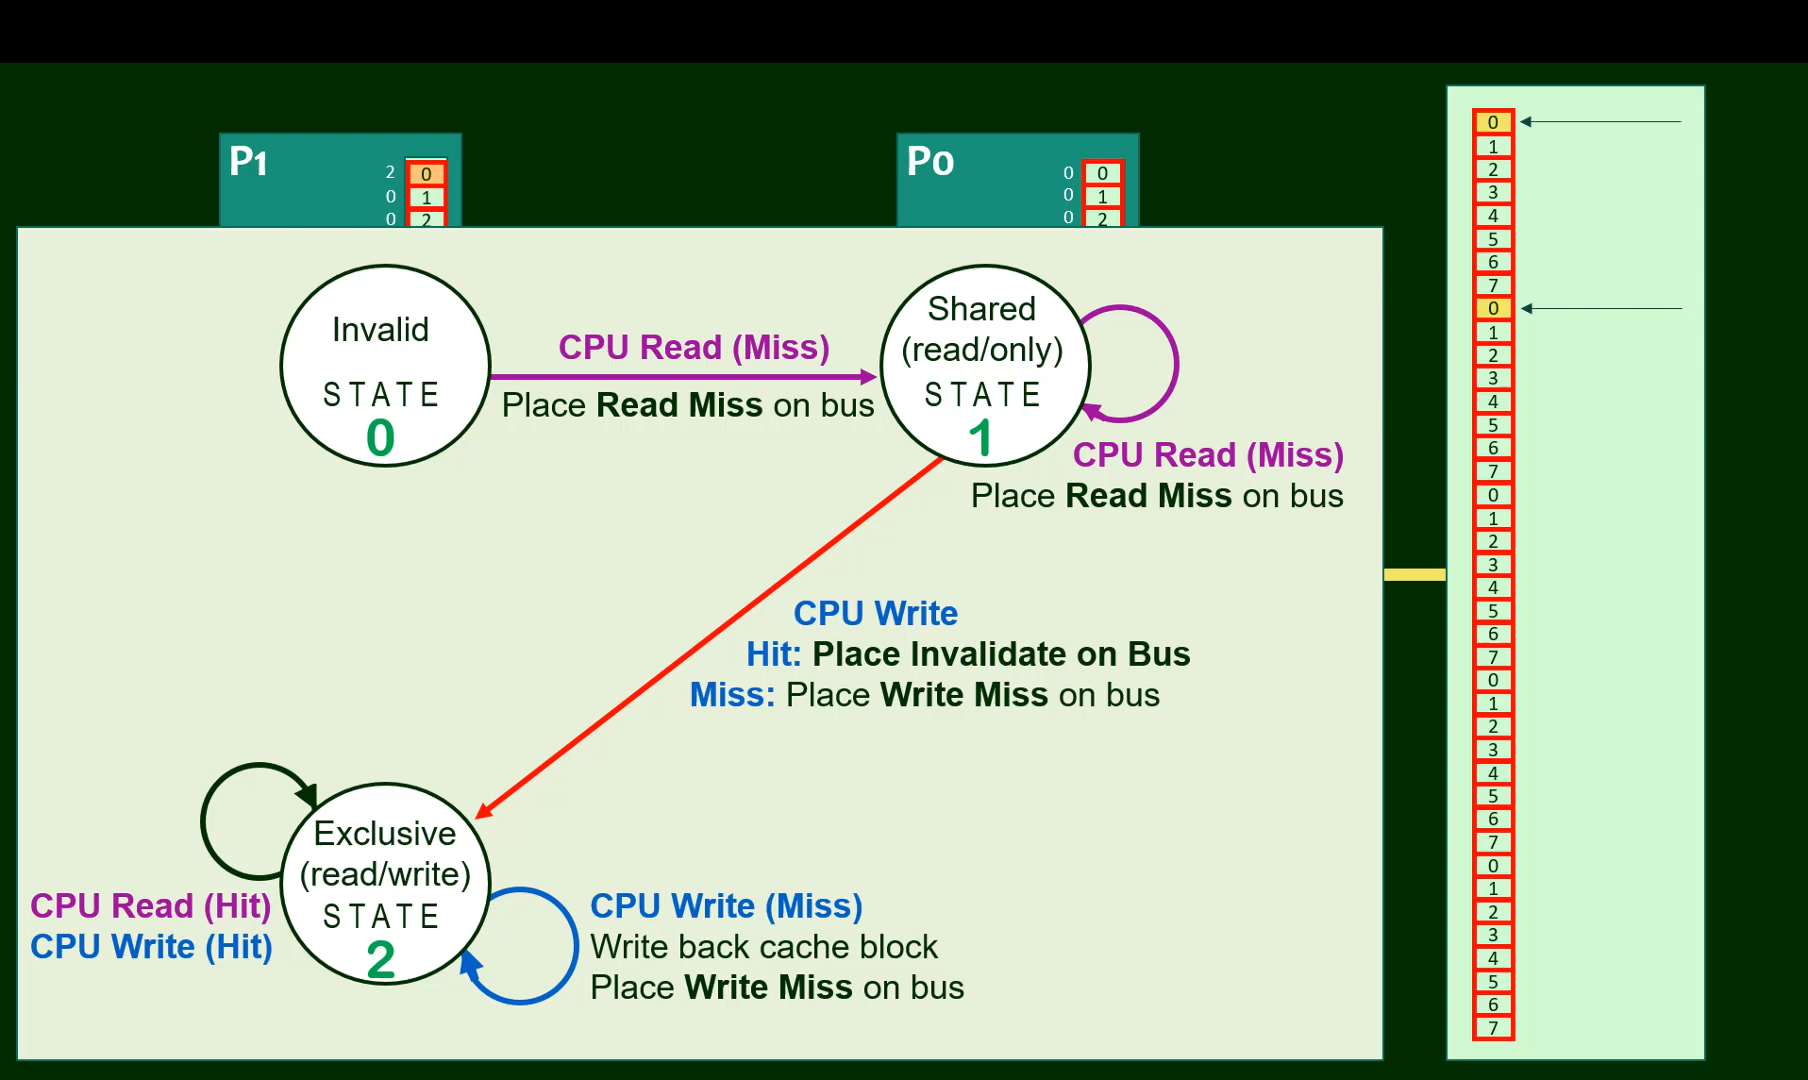 P1
2 0
0 1
0 2
P0
0 0
0 1
0 2
Invalid
STATE
0
CPU Read (Miss)
Place Read Miss on bus
Shared
(read/only)
STATE
1
CPU Read (Miss)
Place Read Miss on bus
CPU Write
Hit: Place Invalidate on Bus
Miss: Place Write Miss on bus
Exclusive
(read/write)
STATE
2
CPU Read (Hit)
CPU Write (Hit)
CPU Write (Miss)
Write back cache block
Place Write Miss on bus
0
1
2
3
4
5
6
7
0
1
2
3
4
5
6
7
0
1
2
3
4
5
6
7
0
1
2
3
4
5
6
7
0
1
2
3
4
5
6
7